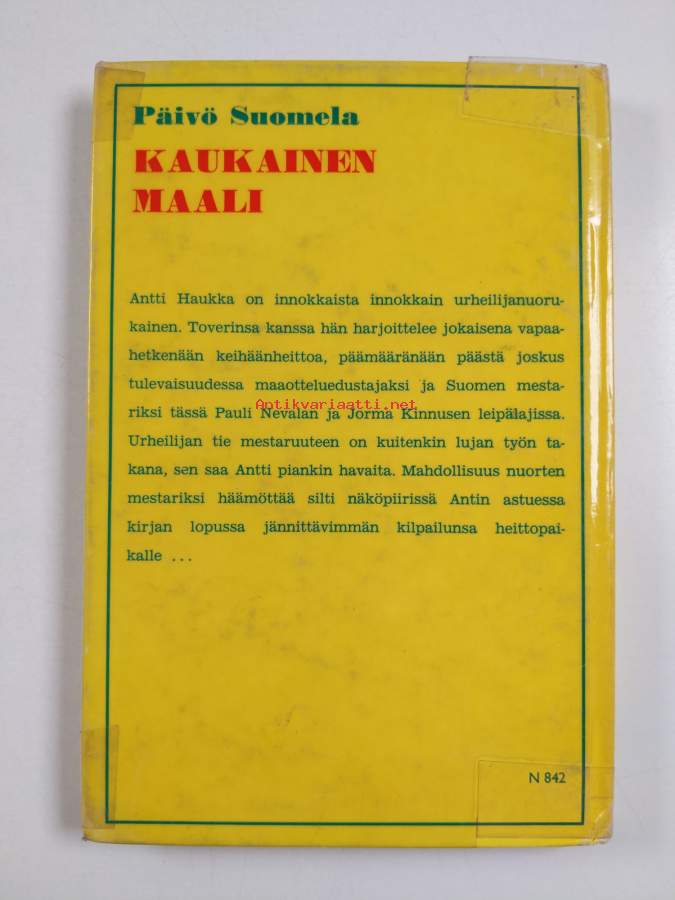 Päivö Suomela
KAUKAINEN
MAALI
Antti Haukka on innokkaista innokkain urheilijanuoru-
kainen. Toverinsa kanssa hän harjoittelee jokaisena vapaa-
hetkenään keihäänheittoa, päämääränään päästä joskus
tulevaisuudessa maaotteluedustajaksi ja Suomen mesta-
riksi tässä Pauli Nevalan ja Jorma Kinnusen leipälajissa.
Antikvariaatti.net
Urheilijan tie mestaruuteen on kuitenkin lujan työn ta-
kana, sen saa Antti piankin havaita. Mahdollisuus nuorten
mestariksi häämöttää silti näköpiirissä Antin astuessa
kirjan lopussa jännittävimmän kilpailunsa heittopai-
kalle ...
N 842